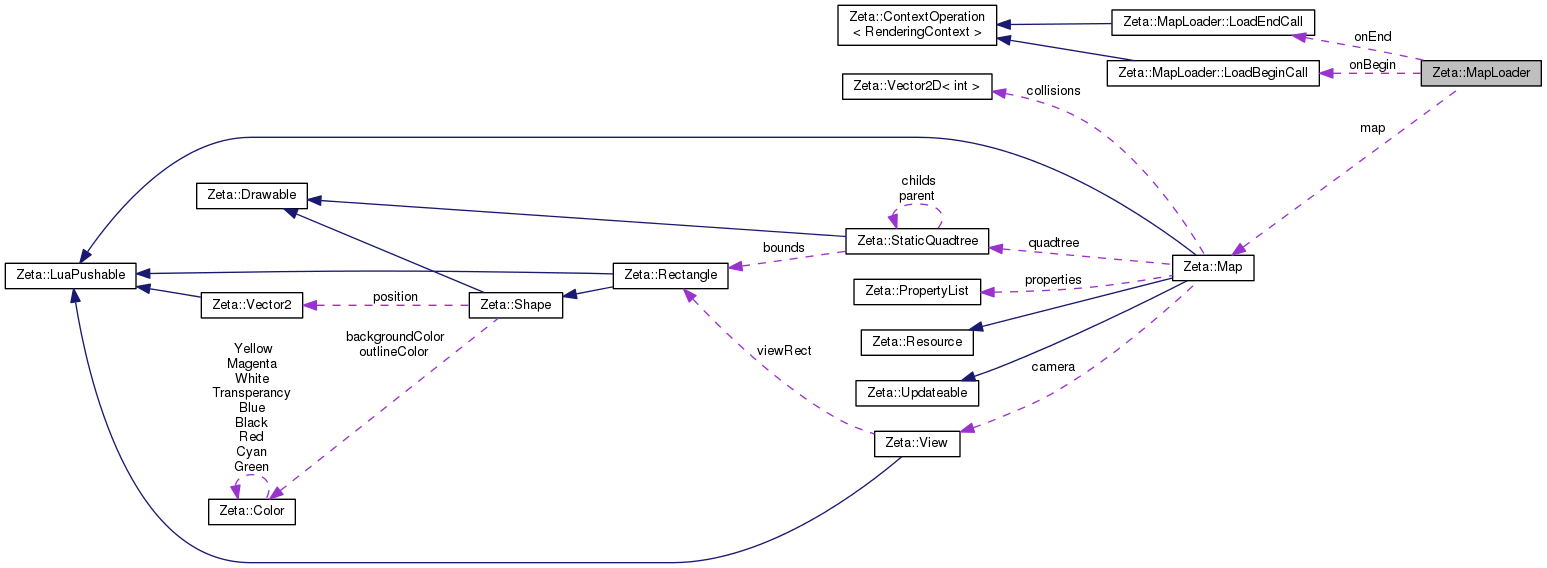 Zeta::ContextOperation
< RenderingContext >
Zeta::MapLoader::LoadEndCall
onEnd
Zeta::MapLoader::LoadBeginCall
onBegin
Zeta::MapLoader
Zeta::Vector2D< int >
collisions
map
Zeta::Drawable
childs
parent
Zeta::StaticQuadtree
quadtree
bounds
Zeta::LuaPushable
Zeta::Rectangle
Zeta::Map
properties
Zeta::PropertyList
Zeta::Vector2
position
Zeta::Shape
backgroundColor
outlineColor
Zeta::Resource
viewRect
camera
Zeta::Updateable
Yellow
Magenta
White
Transperancy
Blue
Black
Red
Cyan
Green
Zeta::View
Zeta::Color